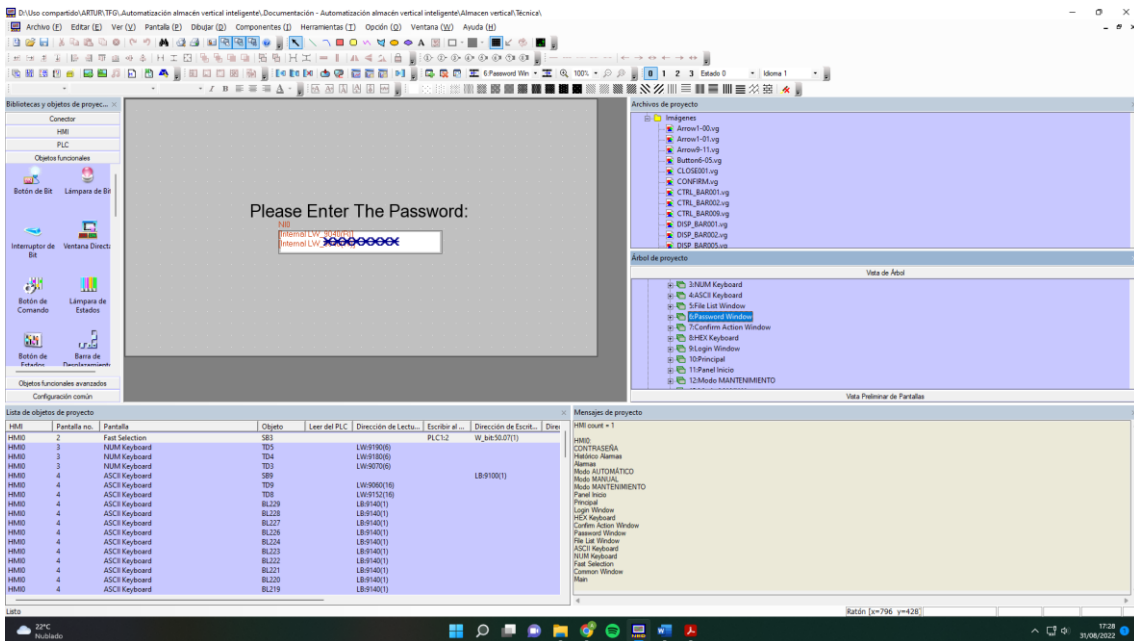 D:\Uso compartido\ARTUR\TFG\.Automatización almacén vertical inteligente\.Documentación - Automatización almacén vertical inteligente\Almacen vertical\Técnica\
Archivo (F) Editar (E) Ver (V) Pantalla (P) Dibujar (D) Componentes (I) Herramientas (T) Opción (O) Ventana (W) Ayuda (H)
6:Password Win 100% 0 1 2 3 Estado 0 Idioma 1
Bibliotecas y objetos de proyec...
Conector
HMI
PLC
Objetos funcionales
Botón de Bit Lámpara de Bit
Interruptor de Bit Ventana Directa
Botón de Comando Lámpara de Estados
Botón de Estados Barra de Desplazamiento
Objetos funcionales avanzados
Configuración común
Please Enter The Password:
NI0
Internal LW_9040(RI)
Internal LW_
Archivos de proyecto
Imágenes
Arrow1-00.vg
Arrow1-01.vg
Arrow9-11.vg
Button6-05.vg
CLOSE001.vg
CONFIRM.vg
CTRL_BAR001.vg
CTRL_BAR002.vg
CTRL_BAR009.vg
DISP_BAR001.vg
DISP_BAR002.vg
DISP_BAR005.vg
Árbol de proyecto
Vista de Árbol
3:NUM Keyboard
4:ASCII Keyboard
5:File List Window
6:Password Window
7:Confirm Action Window
8:HEX Keyboard
9:Login Window
10:Principal
11:Panel Inicio
12:Modo MANTENIMIENTO
Vista Preliminar de Pantallas
Lista de objetos de proyecto
HMI Pantalla no. Pantalla Objeto Leer del PLC Dirección de Lectu... Escribir al ... Dirección de Escrit... Direc
HMI0 2 Fast Selection SB3 PLC1:2 W_bit:50.07(1)
HMI0 3 NUM Keyboard TD5 LW:9190(6)
HMI0 3 NUM Keyboard TD4 LW:9180(6)
HMI0 3 NUM Keyboard TD3 LW:9070(6)
HMI0 4 ASCII Keyboard SB9 LB:9100(1)
HMI0 4 ASCII Keyboard TD9 LW:9060(16)
HMI0 4 ASCII Keyboard TD8 LW:9152(16)
HMI0 4 ASCII Keyboard BL229 LB:9140(1)
HMI0 4 ASCII Keyboard BL228 LB:9140(1)
HMI0 4 ASCII Keyboard BL227 LB:9140(1)
HMI0 4 ASCII Keyboard BL226 LB:9140(1)
HMI0 4 ASCII Keyboard BL224 LB:9140(1)
HMI0 4 ASCII Keyboard BL223 LB:9140(1)
HMI0 4 ASCII Keyboard BL222 LB:9140(1)
HMI0 4 ASCII Keyboard BL221 LB:9140(1)
HMI0 4 ASCII Keyboard BL220 LB:9140(1)
HMI0 4 ASCII Keyboard BL219 LB:9140(1)
Mensajes de proyecto
HMI count = 1
HMI0:
CONTRASEÑA
Histórico Alarmas
Alarmas
Modo AUTOMÁTICO
Modo MANUAL
Modo MANTENIMIENTO
Panel Inicio
Principal
Login Window
HEX Keyboard
Confirm Action Window
Password Window
File List Window
ASCII Keyboard
NUM Keyboard
Fast Selection
Common Window
Main
Listo
Ratón [x=796 y=428]
22°C
Nublado
17:28
31/08/2022